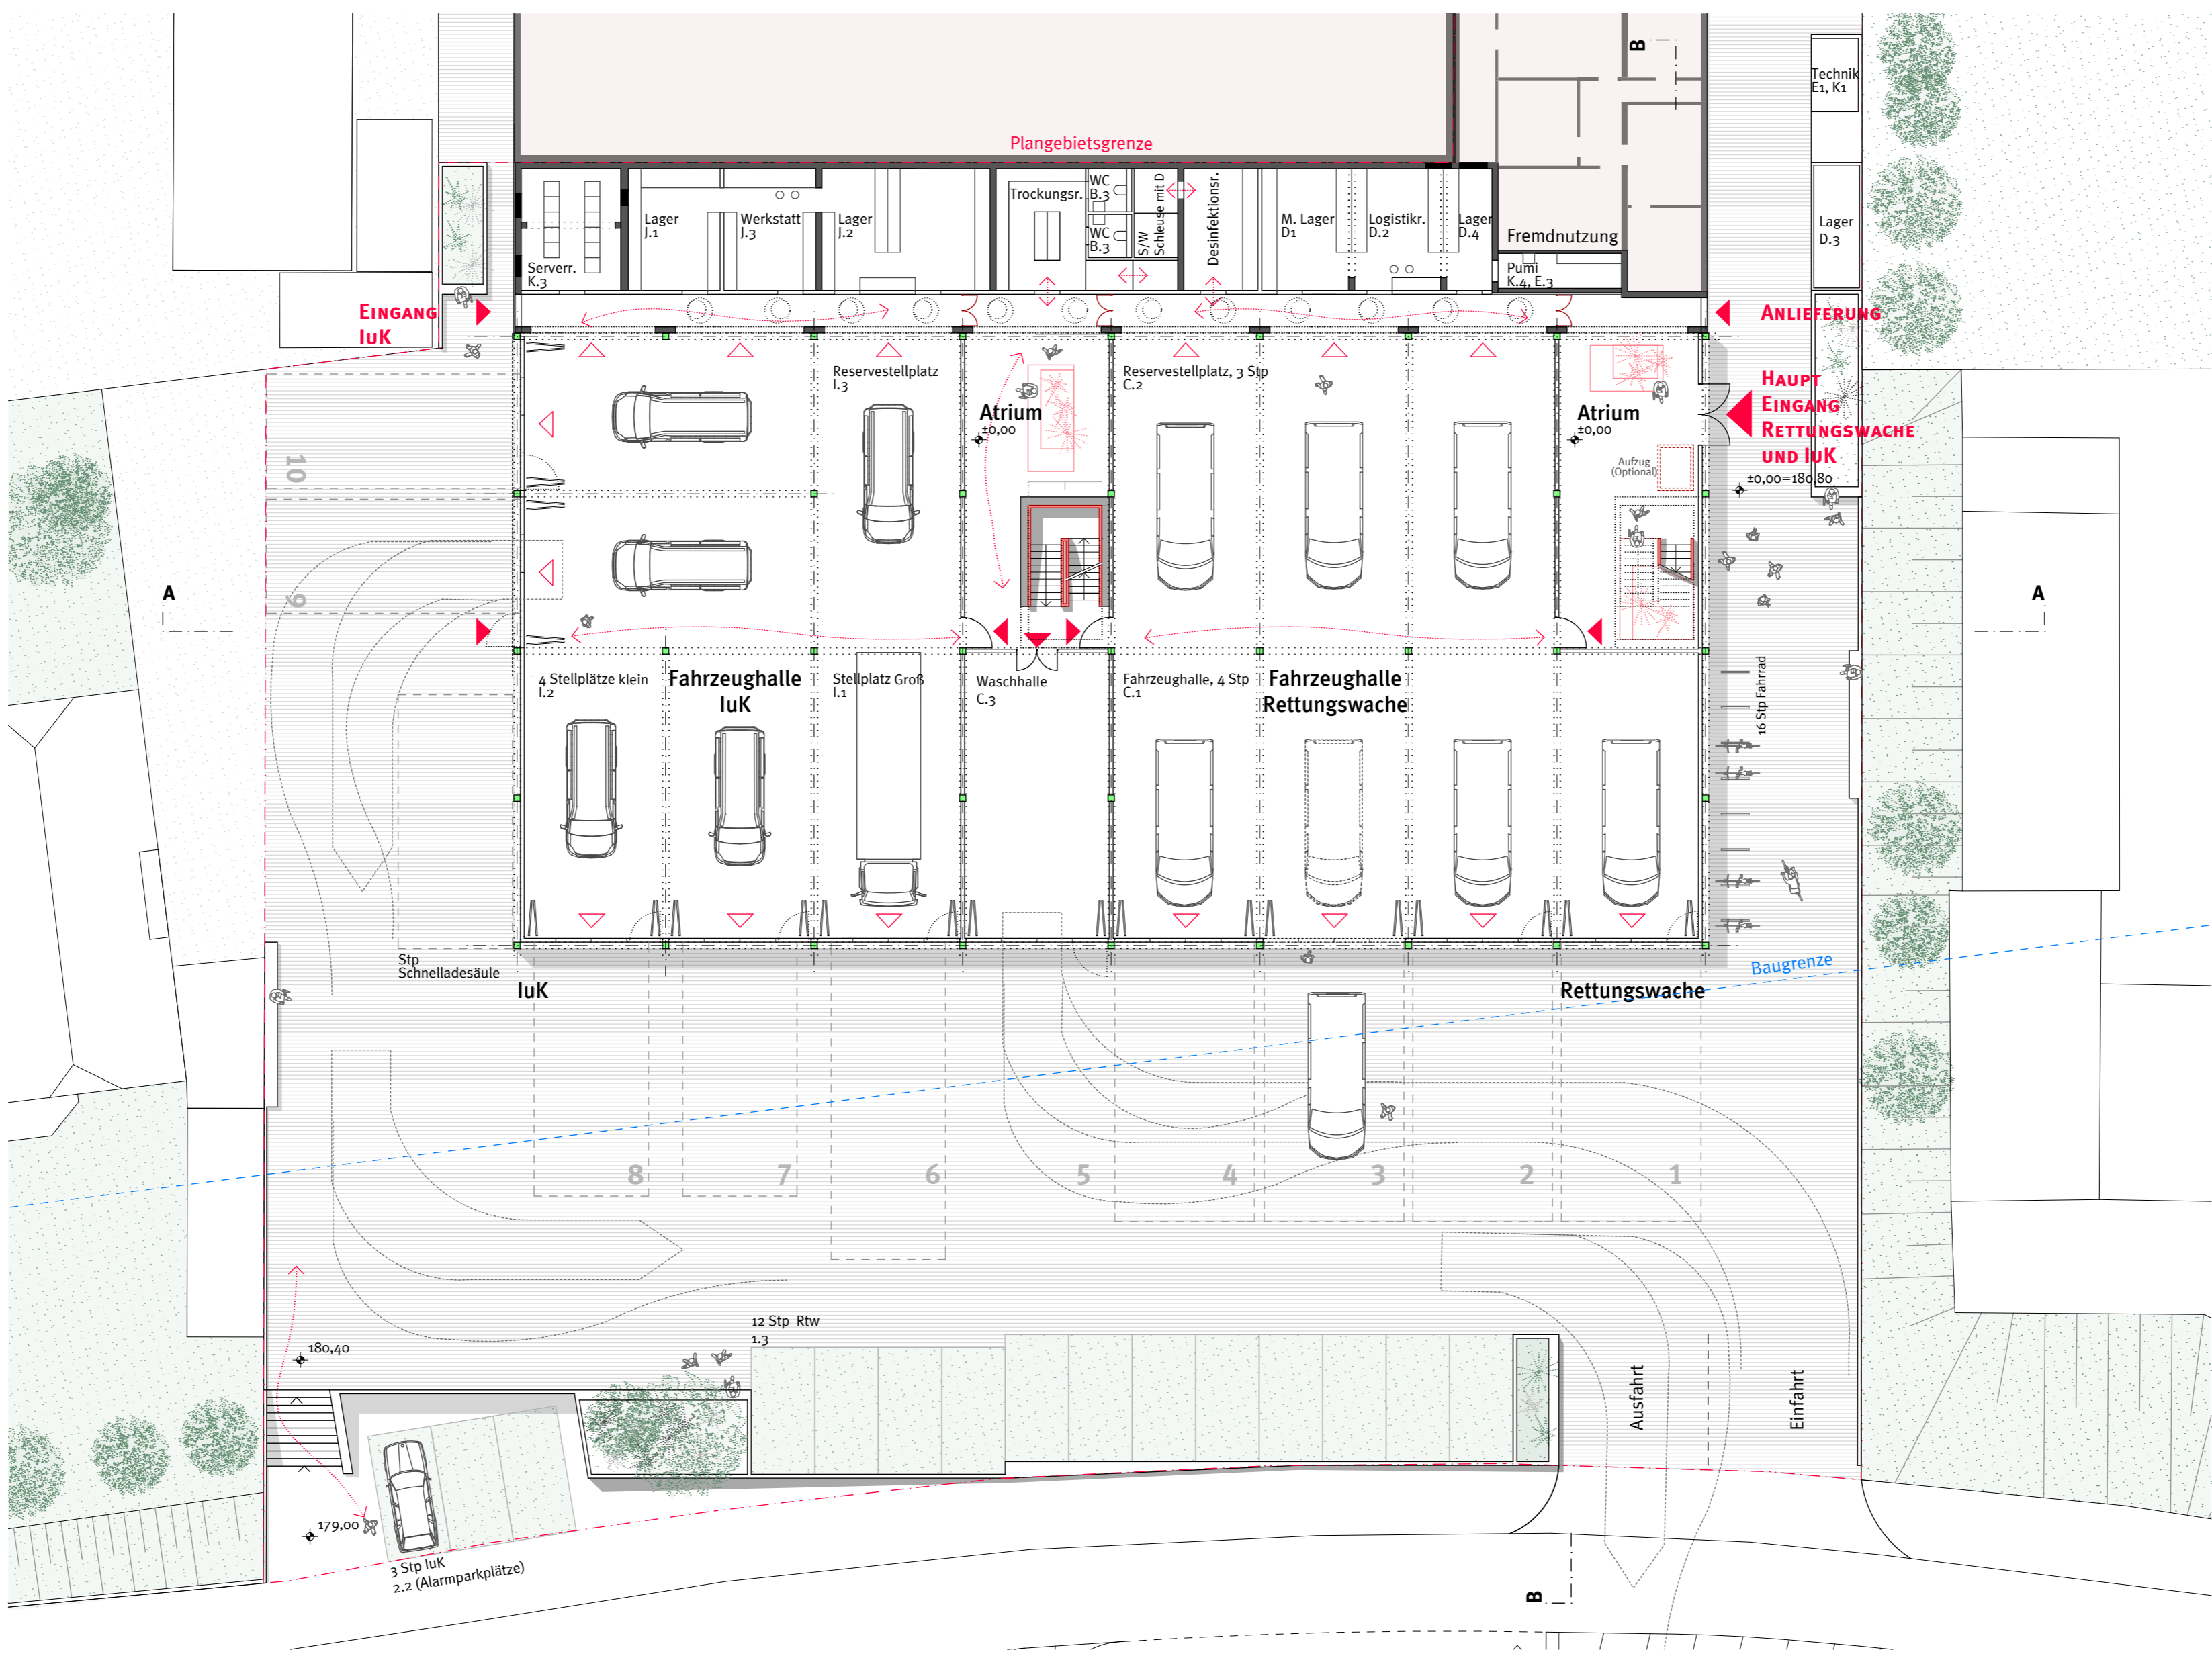 B
Technik
E1, K1
Plangebietsgrenze
Lager
J.1
Werkstatt
J.3
Lager
J.2
Trockungsr.
WC
B.3
WC
B.3
S/W
Schleuse mit D
Desinfektionsr.
M. Lager
D1
Logistikr.
D.2
Lager
D.4
Fremdnutzung
Lager
D.3
Serverr.
K.3
Pumi
K.4, E.3
Eingang
IuK
Anlieferung
Reservestellplatz
I.3
Reservestellplatz, 3 Stp
C.2
Haupt
Eingang
Rettungswache
und IuK
Atrium
±0,00
Atrium
±0,00
Aufzug
(Optional)
±0,00=180,80
10
9
A
A
4 Stellplätze klein
I.2
Fahrzeughalle
IuK
Stellplatz Groß
I.1
Waschhalle
C.3
Fahrzeughalle, 4 Stp
C.1
Fahrzeughalle
Rettungswache
16 Stp Fahrrad
Stp
Schnelladesäule
IuK
Rettungswache
Baugrenze
8
7
6
5
4
3
2
1
12 Stp Rtw
1.3
180,40
Ausfahrt
Einfahrt
179,00
3 Stp IuK
2.2 (Alarmparkplätze)
B